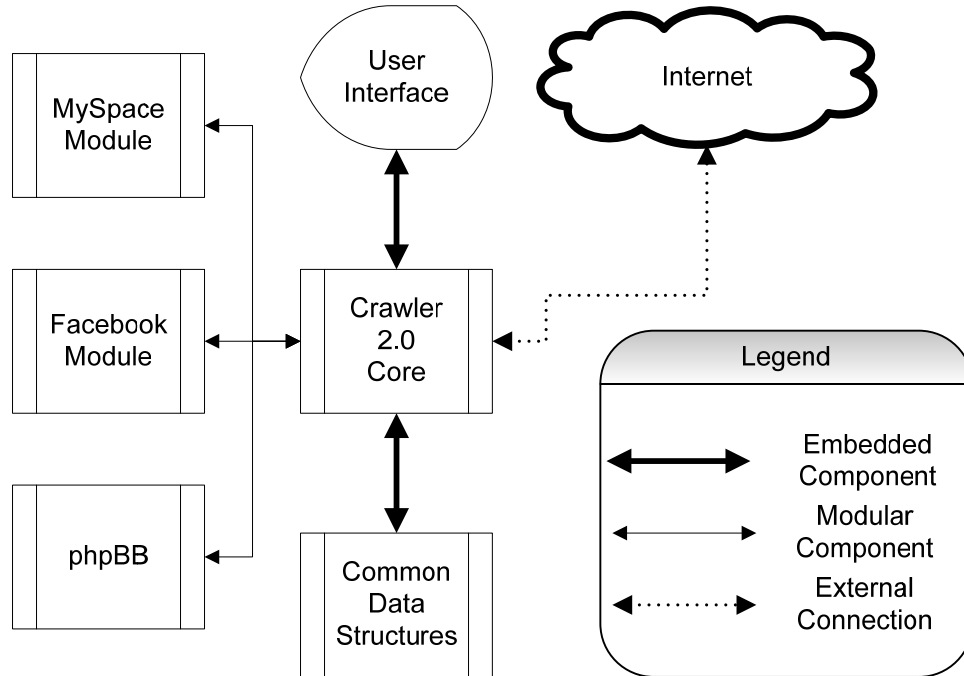 MySpace
Module
User
Interface
Internet
Facebook
Module
Crawler
2.0
Core
phpBB
Common
Data
Structures
Legend
Embedded
Component
Modular
Component
External
Connection